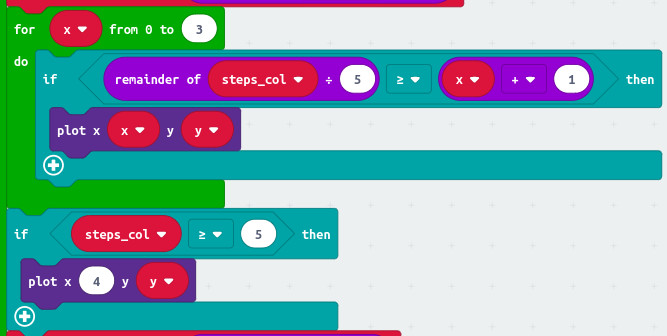 for x from 0 to 3
do
if remainder of steps_col ÷ 5 ≥ x + 1 then
plot x x y y
if steps_col ≥ 5 then
plot x 4 y y